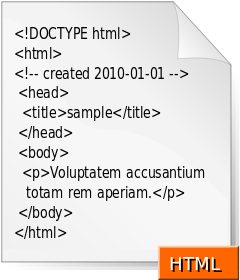 <!DOCTYPE html>
<html>
<!-- created 2010-01-01 -->
<head>
<title>sample</title>
</head>
<body>
<p>Voluptatem accusantium
totam rem aperiam.</p>
</body>
</html>
HTML